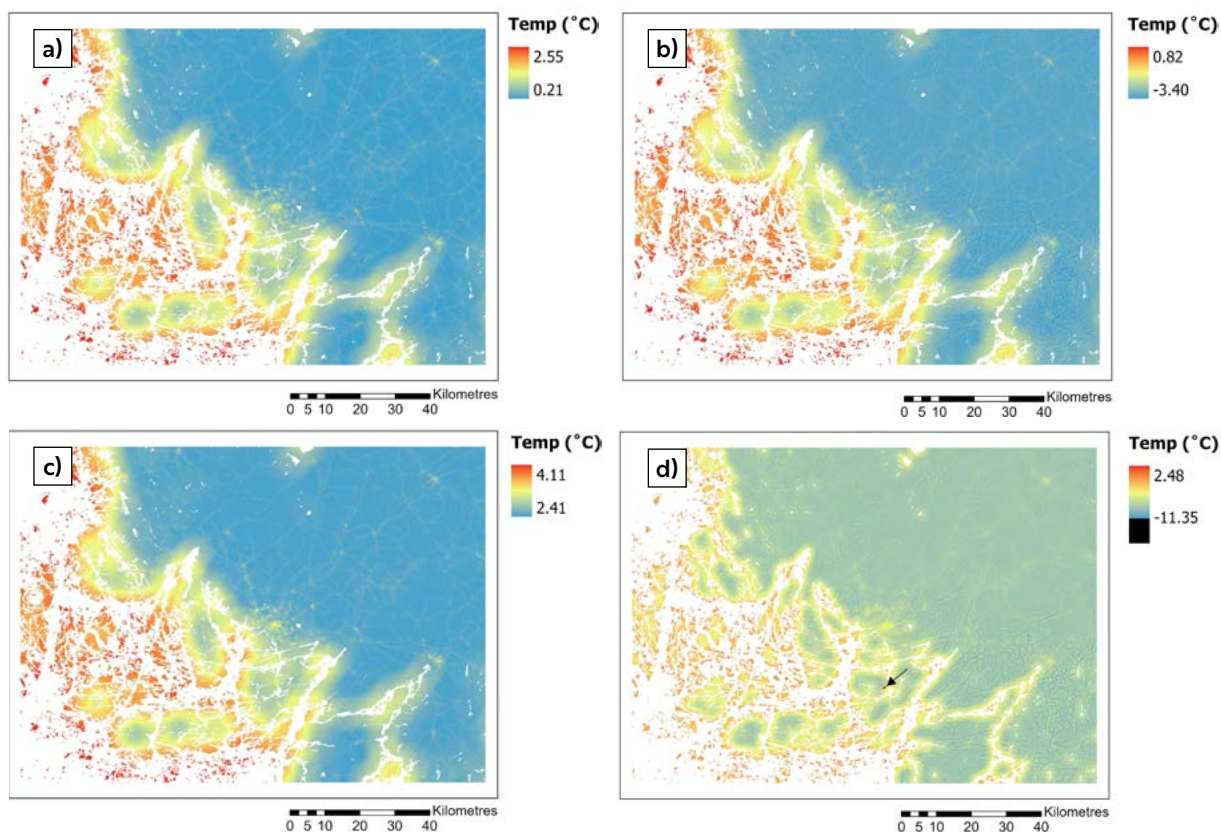 a)
Temp (˚C)
2.55
0.21
Kilometres
0 5 10 20 30 40
b)
Temp (˚C)
0.82
-3.40
Kilometres
0 5 10 20 30 40
c)
Temp (˚C)
4.11
2.41
Kilometres
0 5 10 20 30 40
d)
Temp (˚C)
2.48
-11.35
Kilometres
0 5 10 20 30 40